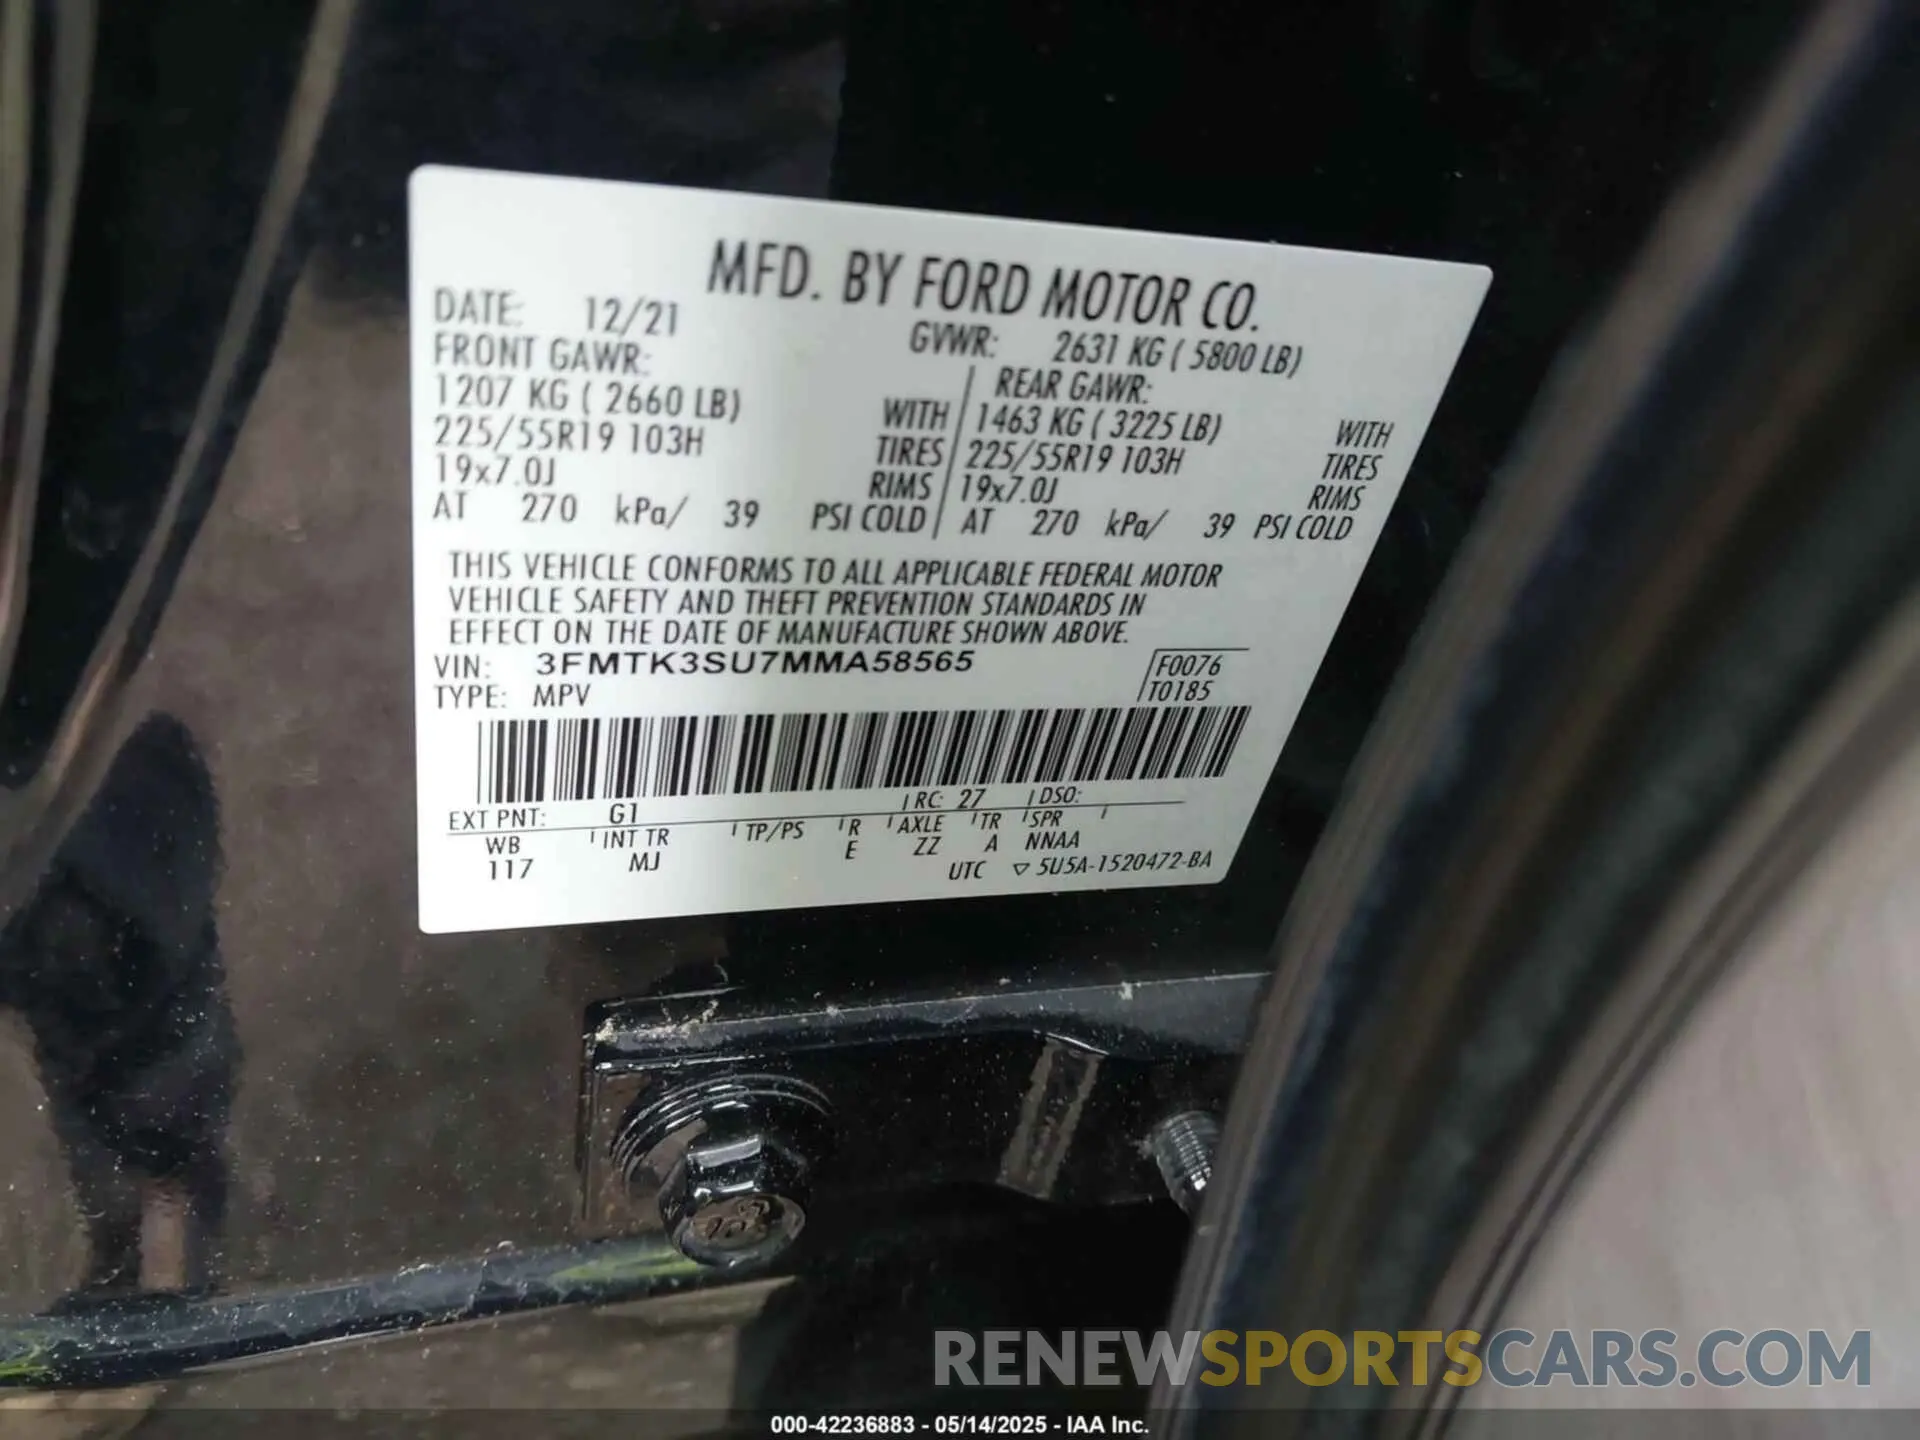 MFD. BY FORD MOTOR CO.
DATE: 12/21 GVWR: 2631 KG ( 5800 LB)
FRONT GAWR: REAR GAWR:
1207 KG ( 2660 LB) WITH 1463 KG ( 3225 LB) WITH
225/55R19 103H TIRES 225/55R19 103H TIRES
19x7.0J RIMS 19x7.0J RIMS
AT 270 kPa/ 39 PSI COLD AT 270 kPa/ 39 PSI COLD
THIS VEHICLE CONFORMS TO ALL APPLICABLE FEDERAL MOTOR
VEHICLE SAFETY AND THEFT PREVENTION STANDARDS IN
EFFECT ON THE DATE OF MANUFACTURE SHOWN ABOVE.
VIN: 3FMTK3SU7MMA58565 F0076
TYPE: MPV T0185
EXT PNT: G1 RC: 27 DSO:
WB INT TR TP/PS R AXLE TR SPR
117 MJ E ZZ A NNAA
UTC ▽ 5U5A-1520472-BA
RENEWSPORTSCARS.COM
000-42236883 - 05/14/2025 - IAA Inc.